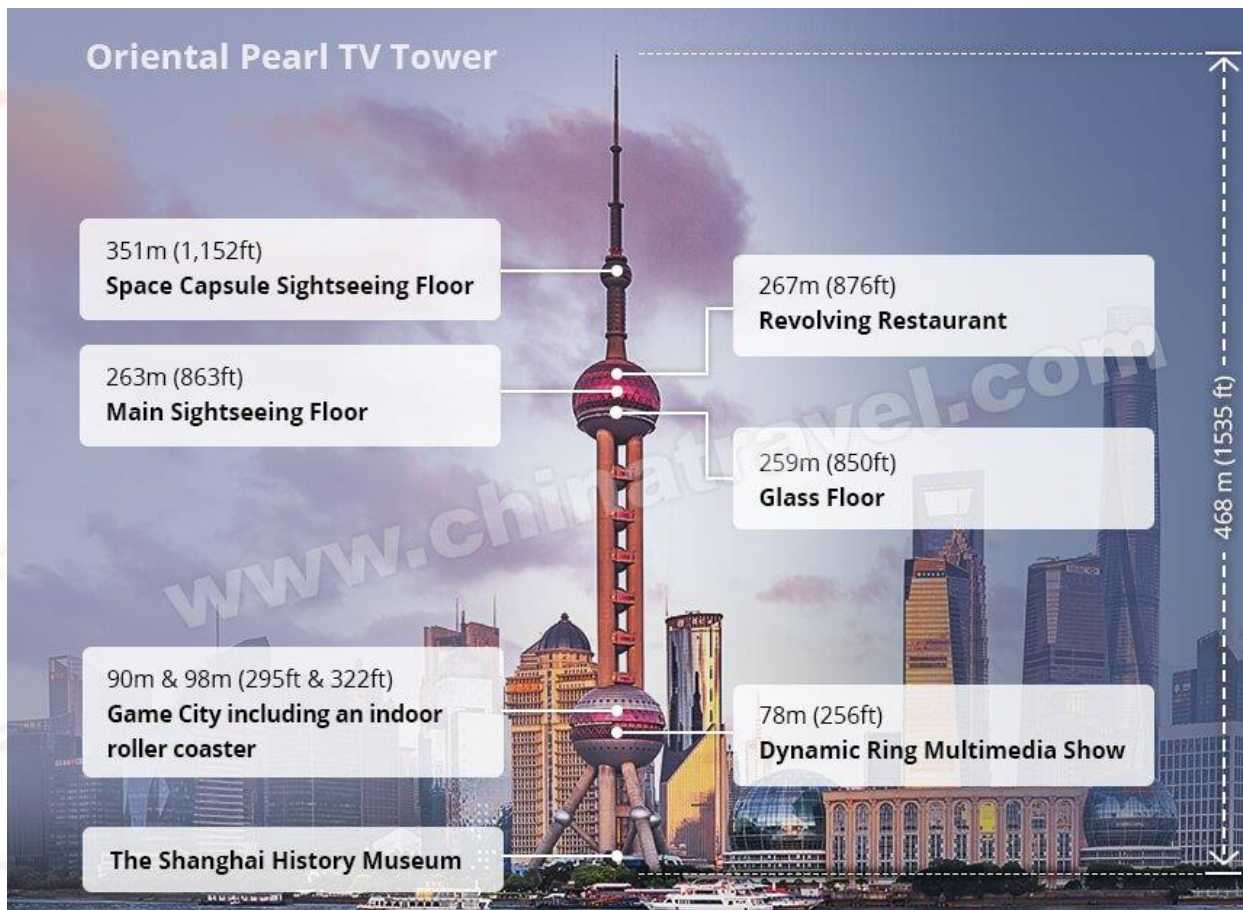 Oriental Pearl TV Tower
351m (1,152ft)
Space Capsule Sightseeing Floor
267m (876ft)
Revolving Restaurant
263m (863ft)
Main Sightseeing Floor
259m (850ft)
Glass Floor
468 m (1535 ft)
www.chinatravel.com
90m & 98m (295ft & 322ft)
Game City including an indoor
roller coaster
78m (256ft)
Dynamic Ring Multimedia Show
The Shanghai History Museum